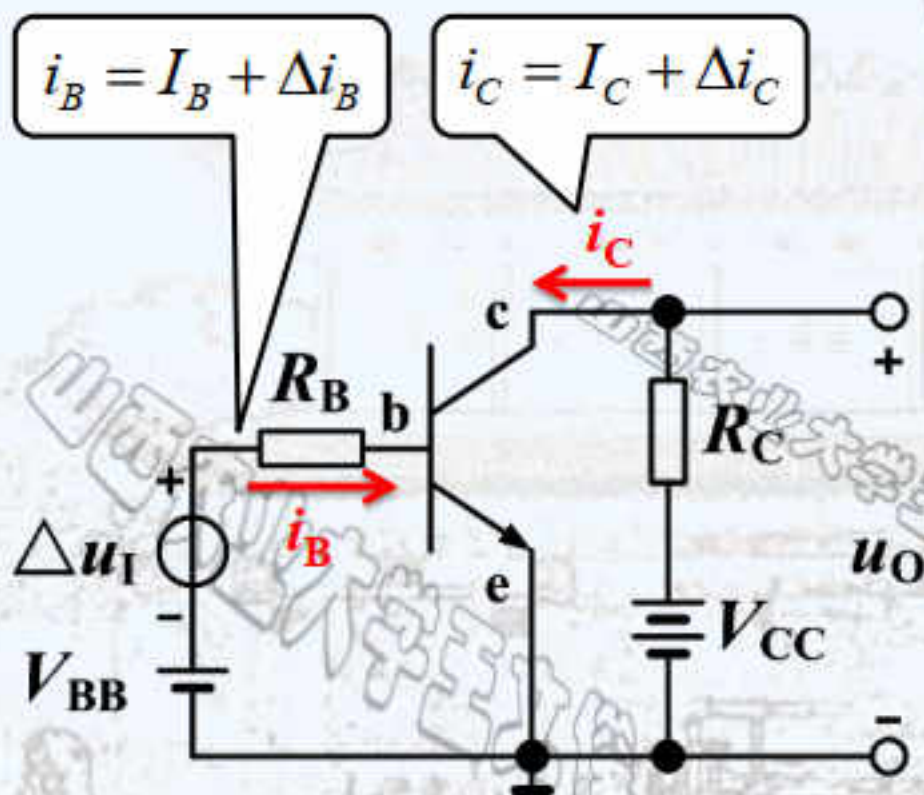 i_B = I_B + Δi_B
i_C = I_C + Δi_C
i_C
c
+
R_B
b
R_C
+
i_B
△u_I
u_O
e
−
V_CC
V_BB
-